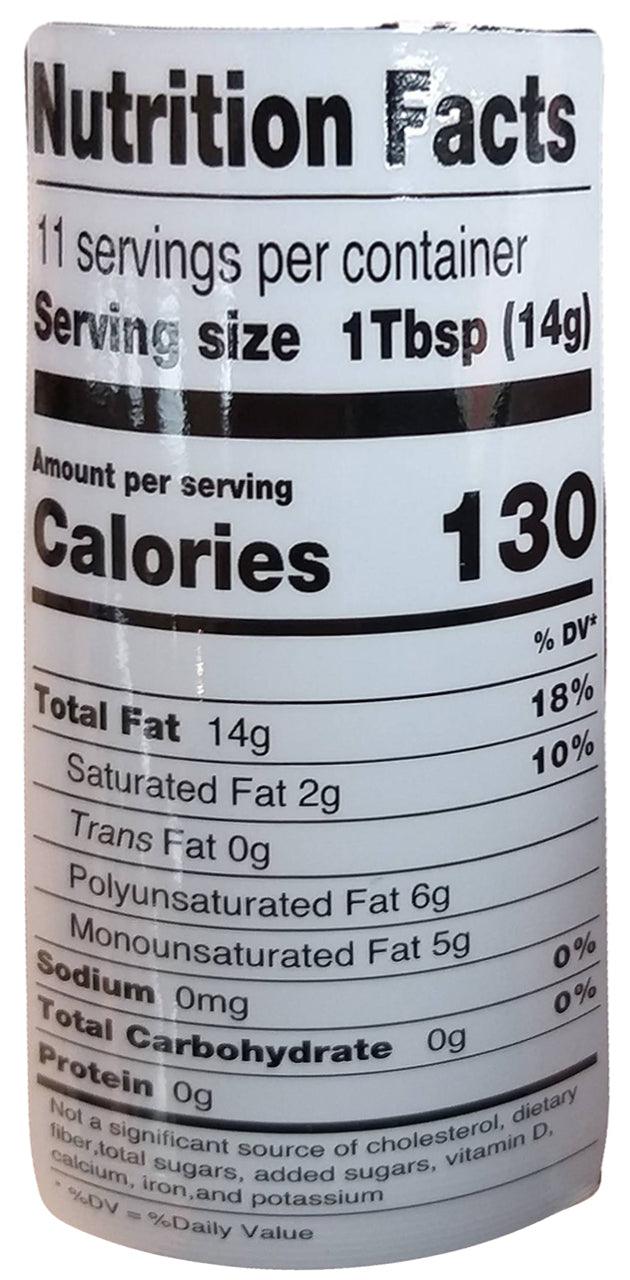 Nutrition Facts
11 servings per container
Serving size 1Tbsp (14g)
Amount per serving
Calories 130
% DV*
Total Fat 14g 18%
Saturated Fat 2g 10%
Trans Fat 0g
Polyunsaturated Fat 6g
Monounsaturated Fat 5g
Sodium 0mg 0%
Total Carbohydrate 0g 0%
Protein 0g
Not a significant source of cholesterol, dietary
fiber,total sugars, added sugars, vitamin D,
calcium, iron,and potassium
* %DV = %Daily Value